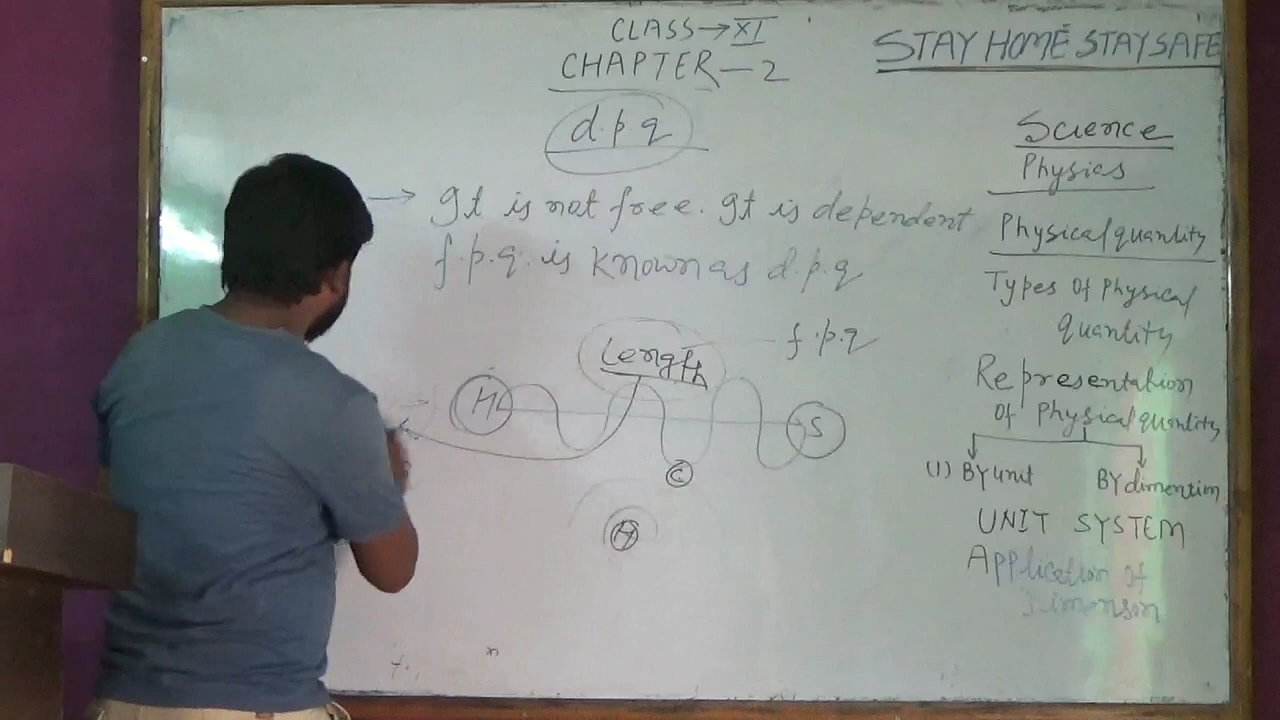 CLASS → XI
CHAPTER - 2
d.p.q
→ It is not free. It is dependent
f.p.q. is known as d.p.q
Length
f.p.q
H
S
C
H
STAY HOME STAY SAFE
Science
Physias
Physical quantity
Types Of Physical
quantity
Representation
Of Physical quantity
(1) BY unit BY dimention
UNIT SYSTEM
Application of
Dimension